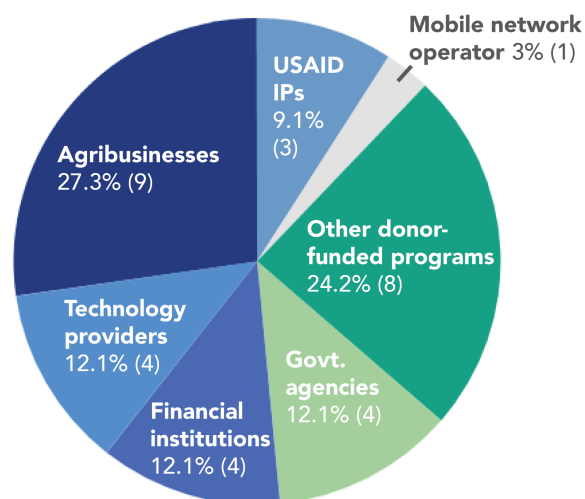 Mobile network
operator 3% (1)
USAID
IPs
9.1%
(3)
Agribusinesses
27.3% (9)
Other donor-
funded programs
24.2% (8)
Technology
providers
12.1% (4)
Govt.
agencies
12.1% (4)
Financial
institutions
12.1% (4)